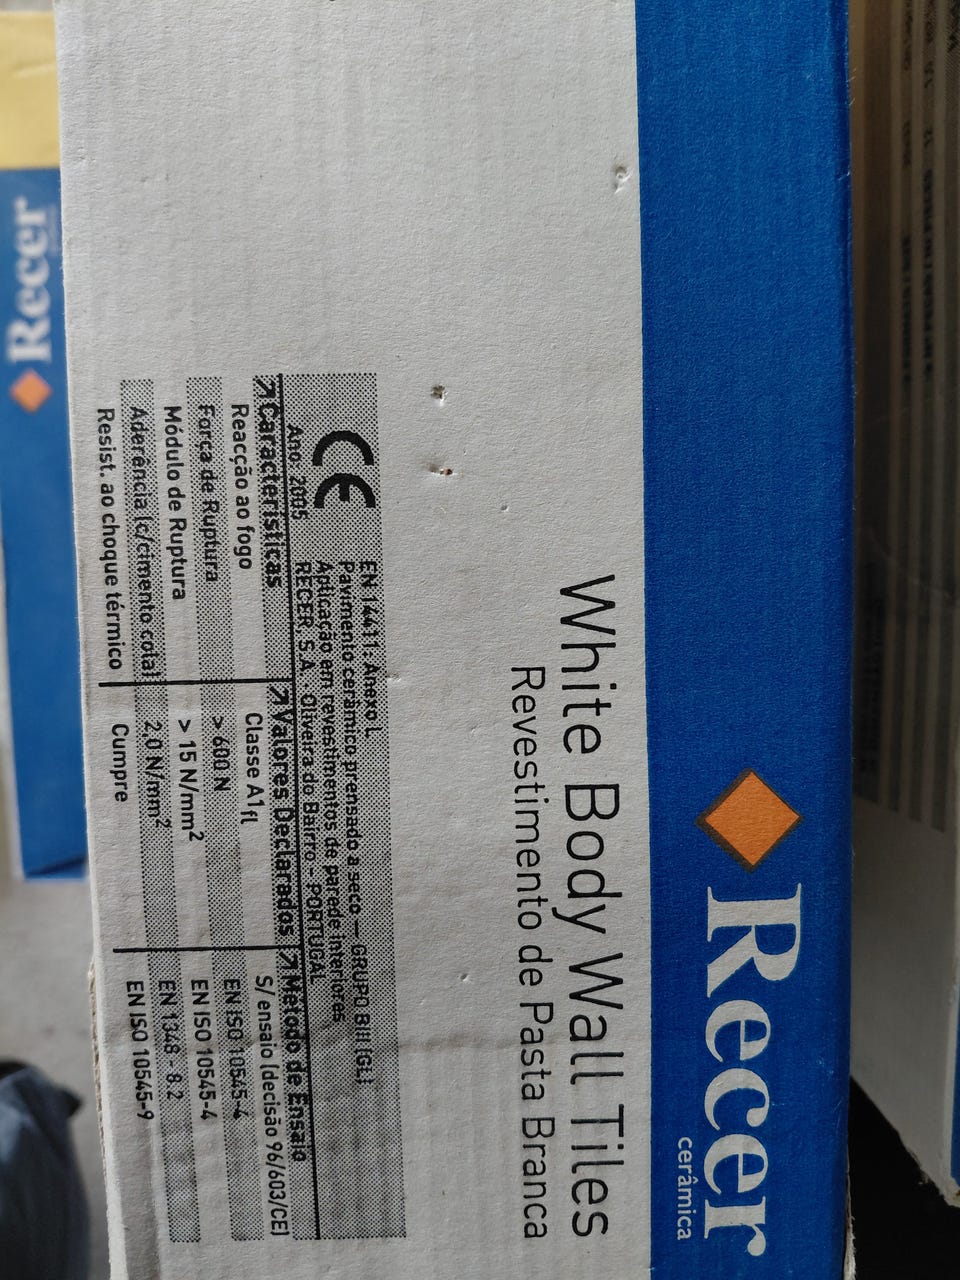 Recer
cerâmica
White Body Wall Tiles
Revestimento de Pasta Branca
CE
Ano: 2005
EN 14411: Anexo L
Pavimento cerâmico prensado a seco — GRUPO BIII (GL)
Aplicação em revestimentos de parede interiores
RECER, S.A. Oliveira do Bairro - PORTUGAL
Características Valores Declarados Método de Ensaio
Reacção ao fogo Classe A1fL S/ ensaio (decisão 96/603/CE)
Força de Ruptura > 600 N EN ISO 10545-4
Módulo de Ruptura > 15 N/mm² EN ISO 10545-4
Aderência (c/cimento cola) 2,0 N/mm² EN 1348 - 8.2
Resist. ao choque térmico Cumpre EN ISO 10545-9
Recer